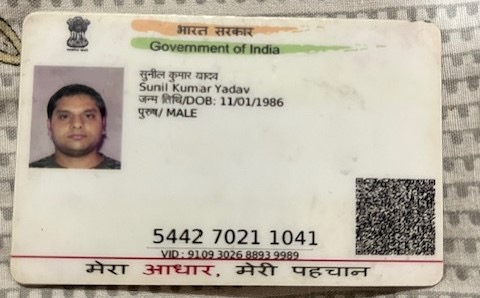 भारत सरकार
Government of India
सुनील कुमार यादव
Sunil Kumar Yadav
जन्म तिथि/DOB: 11/01/1986
पुरुष/ MALE
5442 7021 1041
VID : 9109 3026 8893 9989
मेरा आधार, मेरी पहचान